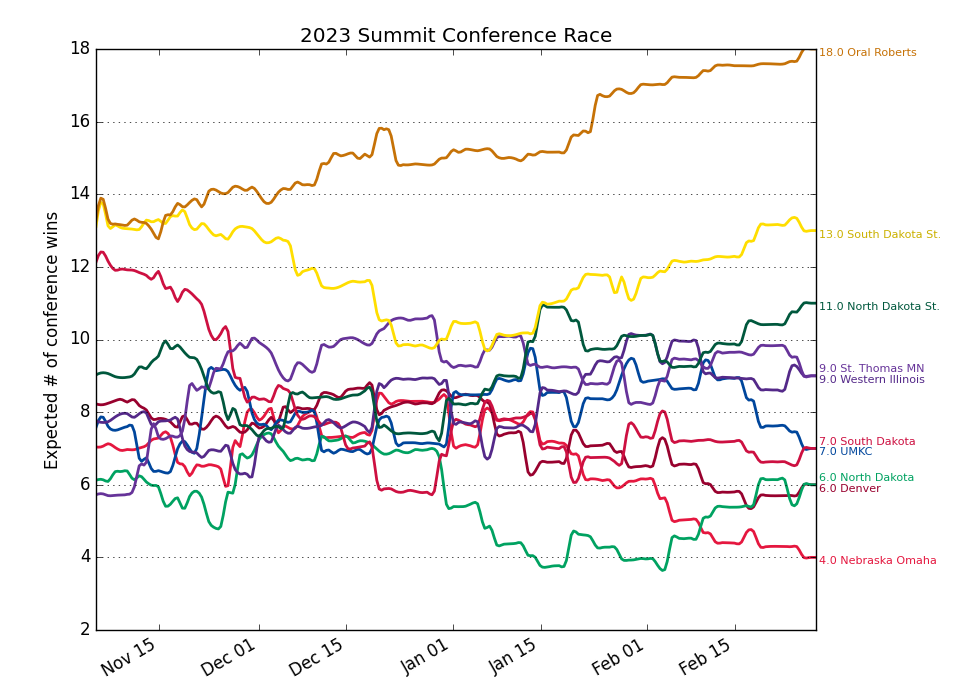 2023 Summit Conference Race
Expected # of conference wins
18
16
14
12
10
8
6
4
2
18.0 Oral Roberts
13.0 South Dakota St.
11.0 North Dakota St.
9.0 St. Thomas MN
9.0 Western Illinois
7.0 South Dakota
7.0 UMKC
6.0 North Dakota
6.0 Denver
4.0 Nebraska Omaha
Nov 15
Dec 01
Dec 15
Jan 01
Jan 15
Feb 01
Feb 15